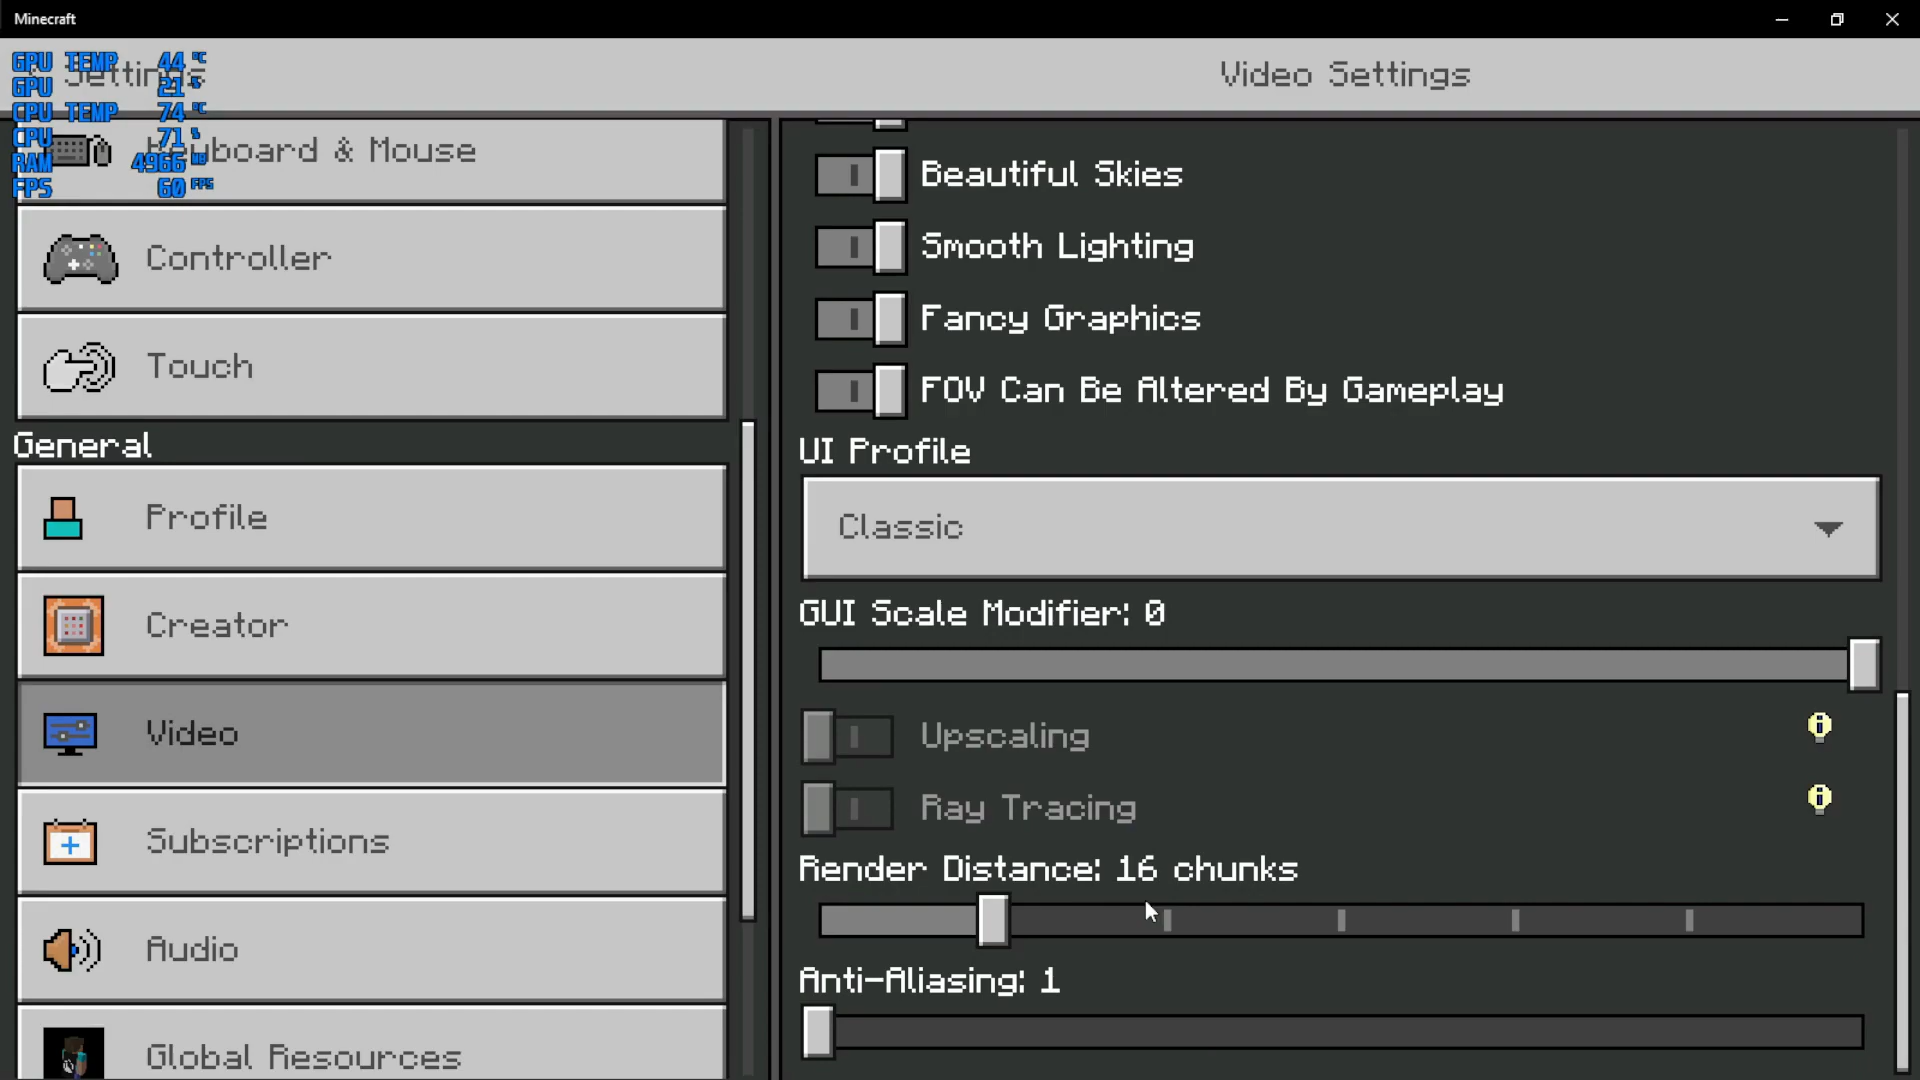 Minecraft
Settings
Video Settings
GPU TEMP 44 °C
GPU 21 %
CPU TEMP 74 °C
CPU 71 %
RAM 4966 MB
FPS 60 FPS
Keyboard & Mouse
Controller
Touch
General
Profile
Creator
Video
Subscriptions
Audio
Global Resources
Beautiful Skies
Smooth Lighting
Fancy Graphics
FOV Can Be Altered By Gameplay
UI Profile
Classic
GUI Scale Modifier: 0
Upscaling
Ray Tracing
Render Distance: 16 chunks
Anti-Aliasing: 1